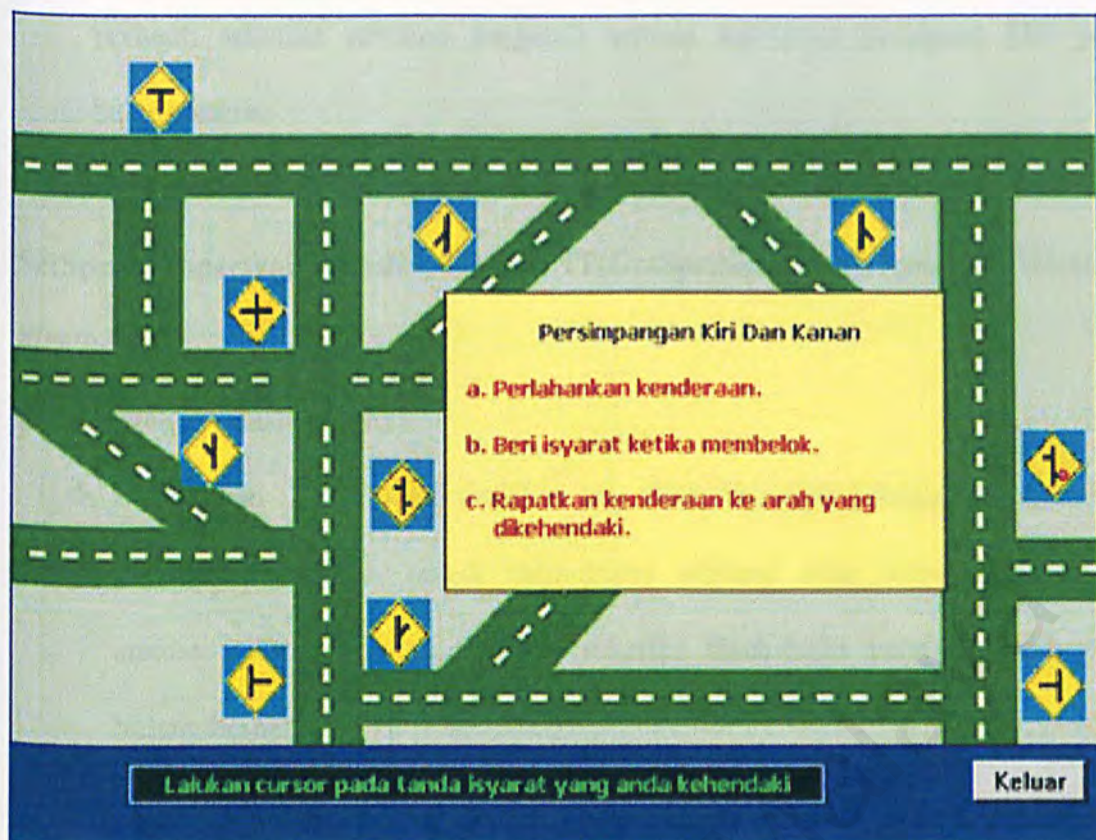 Persimpangan Kiri Dan Kanan
a. Perlahankan kenderaan.
b. Beri isyarat ketika membelok.
c. Rapatkan kenderaan ke arah yang
dikehendaki.
Lalukan cursor pada tanda isyarat yang anda kehendaki
Keluar